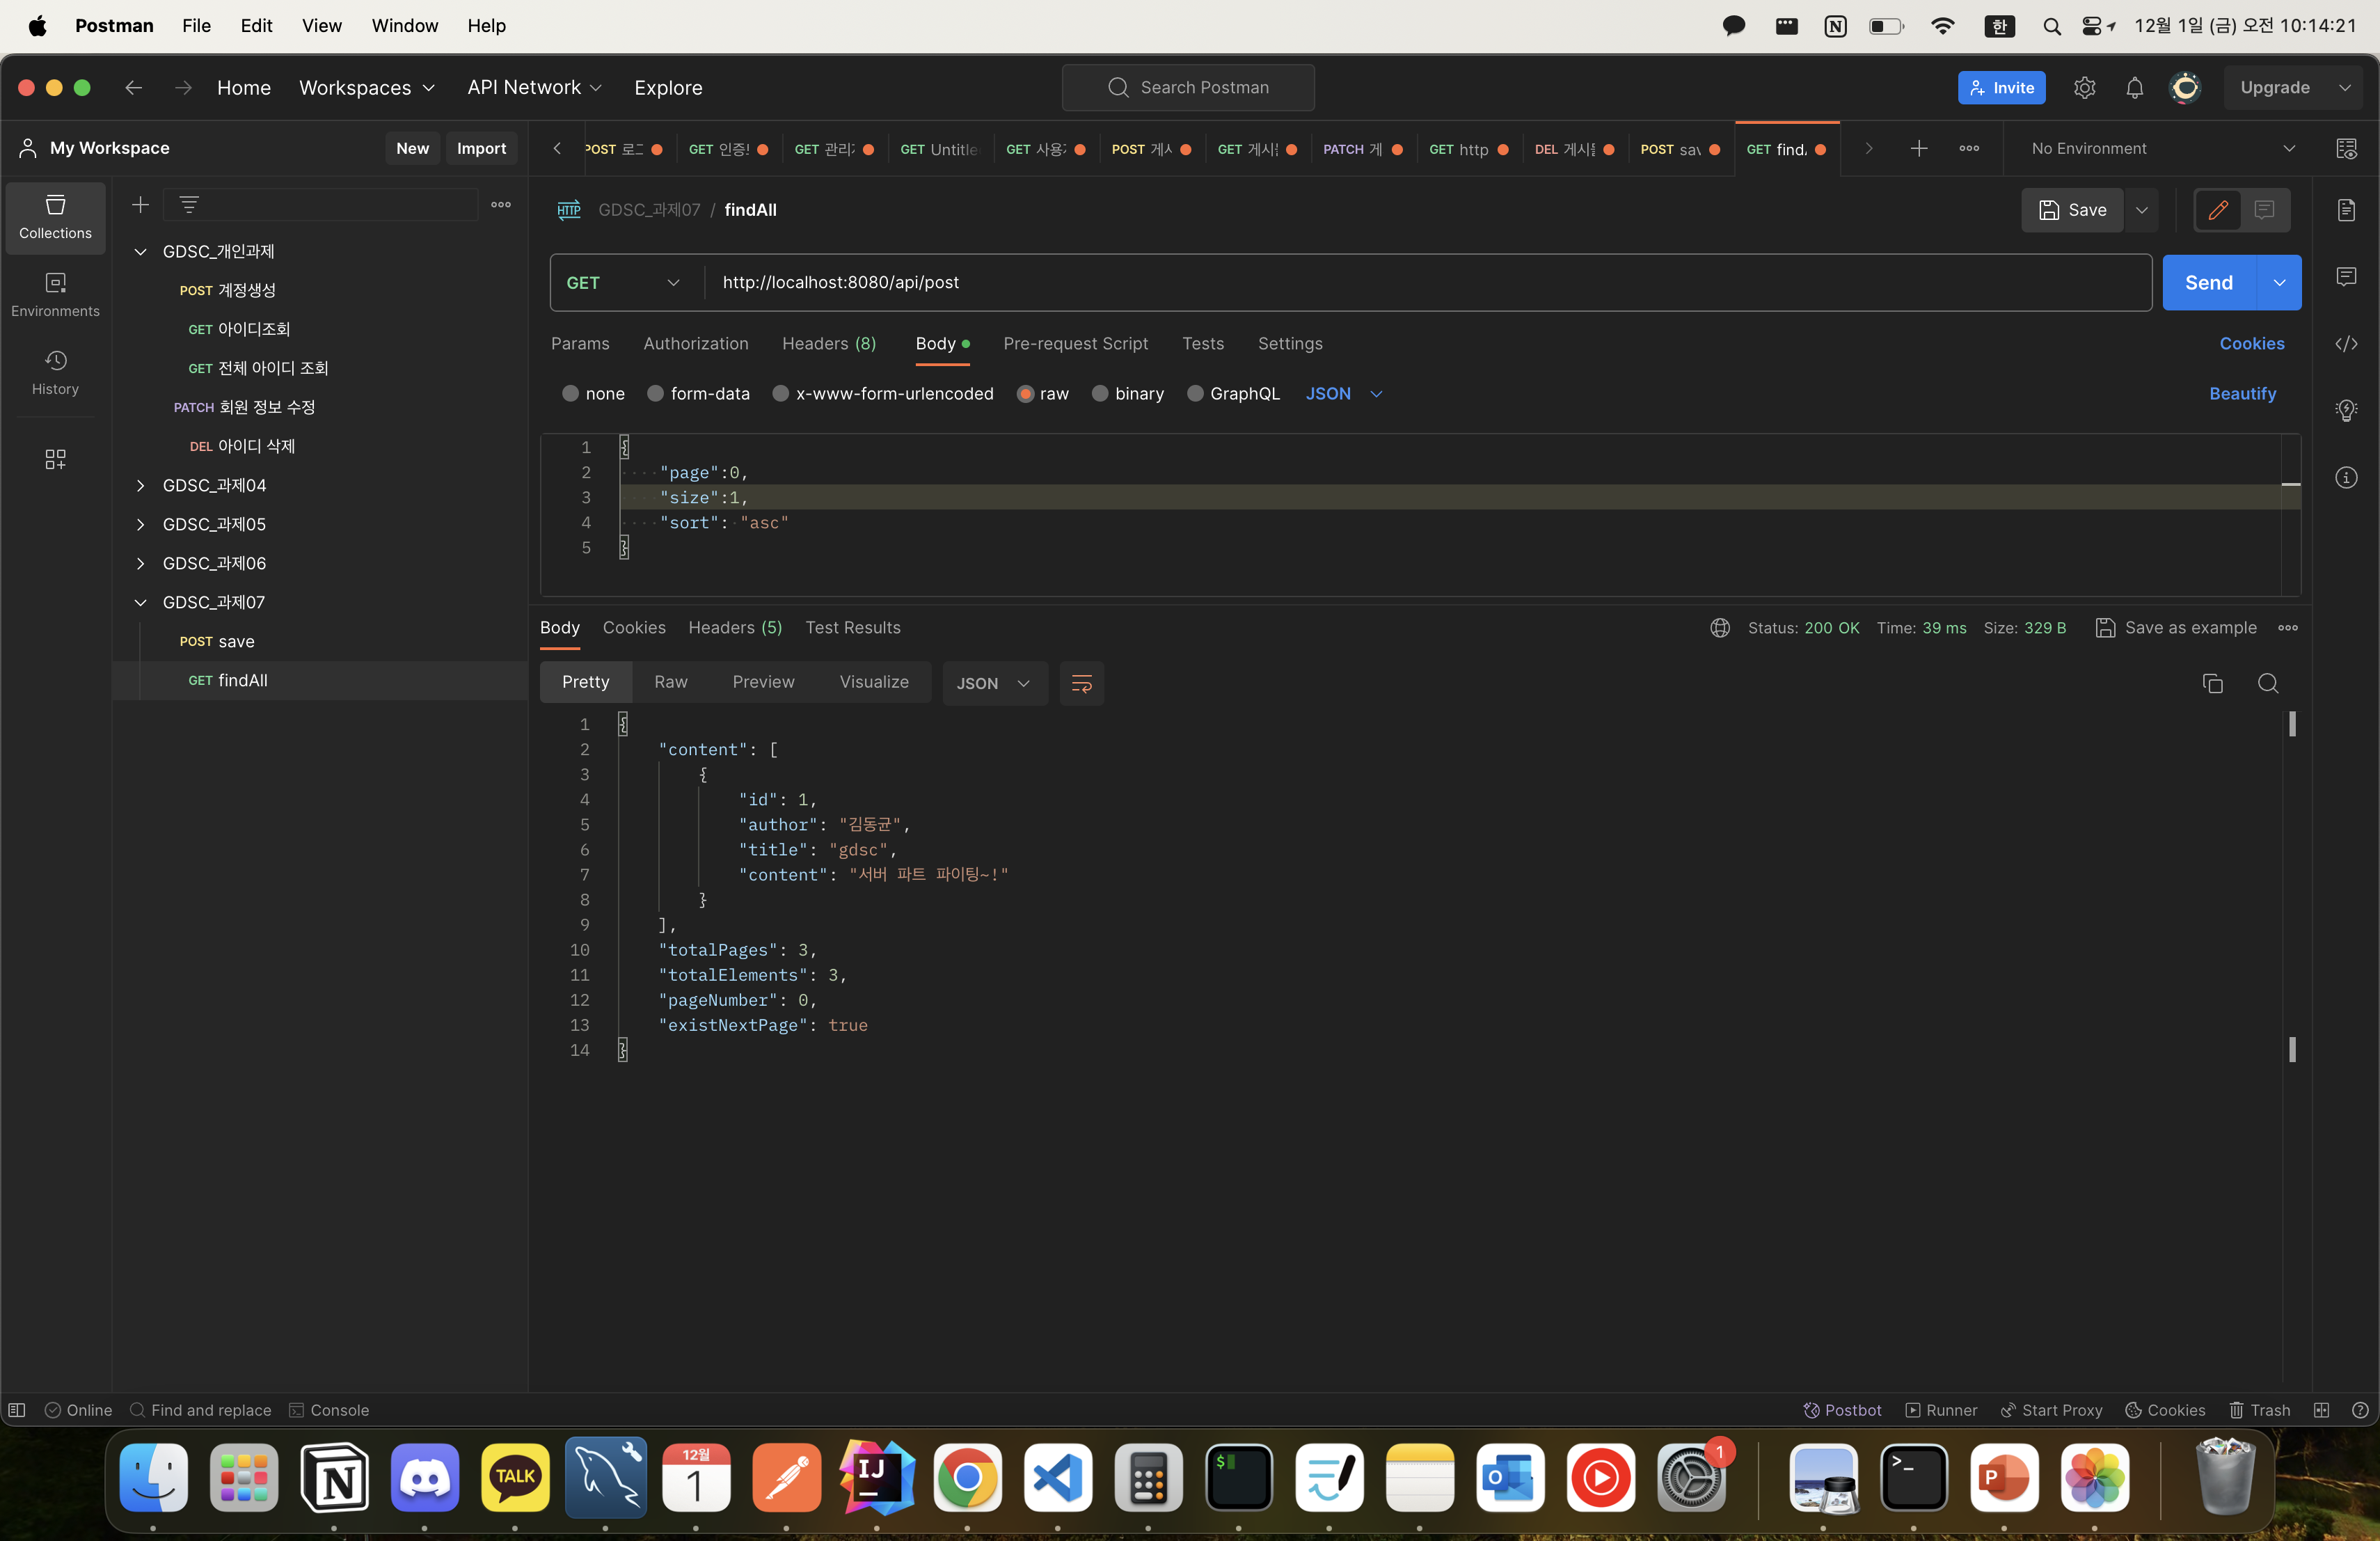 Postman File Edit View Window Help 한 12월 1일 (금) 오전 10:14:21
Home Workspaces API Network Explore Search Postman Invite Upgrade
My Workspace New Import
POST 로그 GET 인증! GET 관리 GET Untitle GET 사용 POST 게시 GET 게시 PATCH 게 GET http DEL 게시 POST sav GET find No Environment
Collections
Environments
History
GDSC_개인과제
POST 계정생성
GET 아이디조회
GET 전체 아이디 조회
PATCH 회원 정보 수정
DEL 아이디 삭제
GDSC_과제04
GDSC_과제05
GDSC_과제06
GDSC_과제07
POST save
GET findAll
HTTP GDSC_과제07 / findAll Save
GET http://localhost:8080/api/post Send
Params Authorization Headers (8) Body Pre-request Script Tests Settings Cookies
none form-data x-www-form-urlencoded raw binary GraphQL JSON Beautify
1 {
2 "page":0,
3 "size":1,
4 "sort": "asc"
5 }
Body Cookies Headers (5) Test Results Status: 200 OK Time: 39 ms Size: 329 B Save as example
Pretty Raw Preview Visualize JSON
1 {
2 "content": [
3 {
4 "id": 1,
5 "author": "김동균",
6 "title": "gdsc",
7 "content": "서버 파트 파이팅~!"
8 }
9 ],
10 "totalPages": 3,
11 "totalElements": 3,
12 "pageNumber": 0,
13 "existNextPage": true
14 }
Online Find and replace Console Postbot Runner Start Proxy Cookies Trash
TALK 12월 1 IJ $ O 1 >_ P